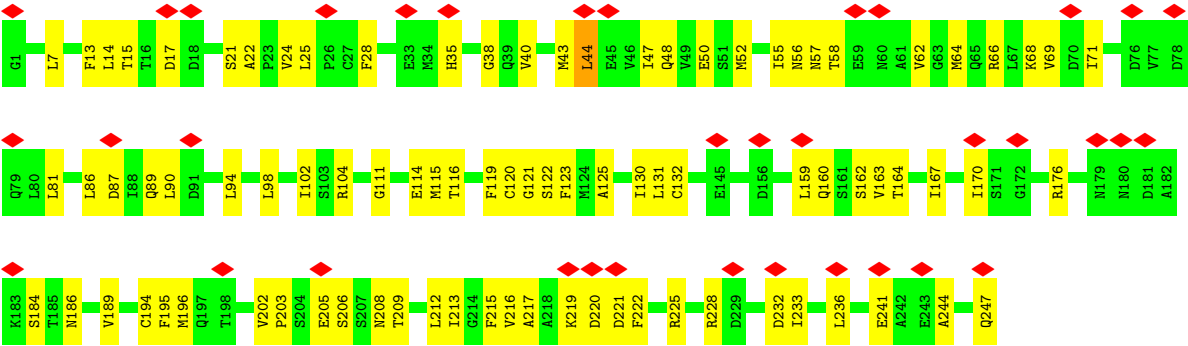 G1 L7 F13 L14 T15 T16 D17 D18 S21 A22 P23 V24 L25 P26 C27 F28 E33 M34 H35 G38 Q39 V40 M43 L44 E45 V46 I47 Q48 V49 E50 S51 M52 I55 N56 N57 T58 E59 N60 A61 V62 G63 M64 Q65 R66 L67 K68 V69 D70 I71 D76 V77 D78
Q79 L80 L81 L86 D87 I88 Q89 L90 D91 L94 L98 I102 S103 R104 G111 E114 M115 T116 F119 C120 G121 S122 F123 M124 A125 I130 L131 C132 E145 D156 L159 Q160 S161 S162 V163 T164 I167 I170 S171 G172 R176 N179 N180 D181 A182
K183 S184 T185 N186 V189 C194 F195 M196 Q197 T198 V202 P203 S204 E205 S206 S207 N208 T209 L212 I213 G214 F215 V216 A217 A218 K219 D220 D221 F222 R225 R228 D229 D232 I233 L236 E241 A242 E243 A244 Q247